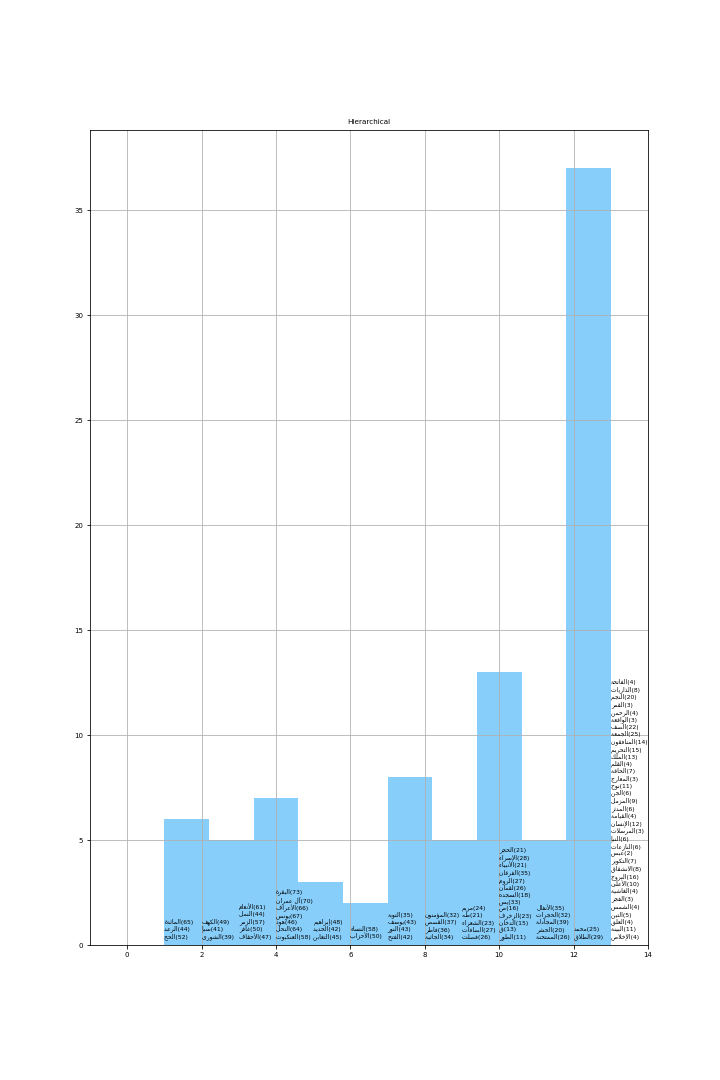 Hierarchical
35
30
25
20
15
10
5
0
المائدة(65)
الرعد(44)
الحج(52)
الكهف(49)
سبأ(41)
الشورى(39)
الأنعام(61)
النمل(44)
الزمر(57)
غافر(50)
الأحقاف(47)
البقرة(73)
آل عمران(70)
الأعراف(66)
يونس(67)
هود(46)
النحل(64)
العنكبوت(58)
إبراهيم(48)
الحديد(42)
التغابن(45)
النساء(58)
الأحزاب(50)
التوبة(35)
يوسف(43)
النور(43)
الفتح(42)
المؤمنون(32)
القصص(37)
فاطر(36)
الجاثية(34)
مريم(24)
طه(21)
الشعراء(23)
الصافات(27)
فصلت(26)
الحجر(21)
الإسراء(28)
الأنبياء(21)
الفرقان(35)
الروم(27)
لقمان(26)
السجدة(18)
يس(33)
ص(16)
الزخرف(23)
الدخان(15)
ق(13)
الطور(11)
الأنفال(35)
الحجرات(32)
المجادلة(39)
الحشر(20)
الممتحنة(26)
محمد(25)
الطلاق(29)
الفاتحة(4)
الذاريات(8)
النجم(20)
القمر(3)
الرحمن(4)
الواقعة(3)
الصف(22)
الجمعة(25)
المنافقون(14)
التحريم(15)
الملك(13)
القلم(4)
الحاقة(7)
المعارج(3)
نوح(11)
الجن(6)
المزمل(9)
المدثر(6)
القيامة(4)
الإنسان(12)
المرسلات(3)
النبأ(6)
النازعات(6)
عبس(2)
التكوير(7)
الانشقاق(8)
البروج(16)
الأعلى(10)
الغاشية(4)
الفجر(3)
الشمس(4)
التين(5)
العلق(4)
البينة(11)
الإخلاص(4)
0
2
4
6
8
10
12
14